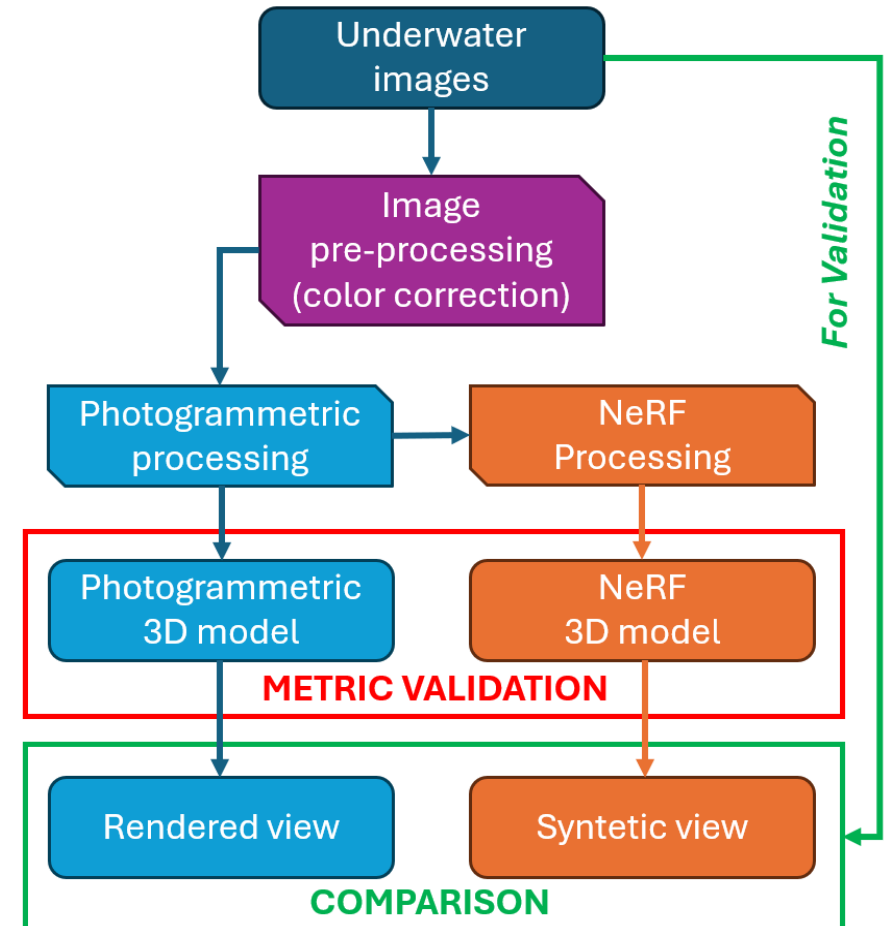 Underwater
images
For Validation
Image
pre-processing
(color correction)
Photogrammetric
processing
NeRF
Processing
Photogrammetric
3D model
NeRF
3D model
METRIC VALIDATION
Rendered view
Syntetic view
COMPARISON